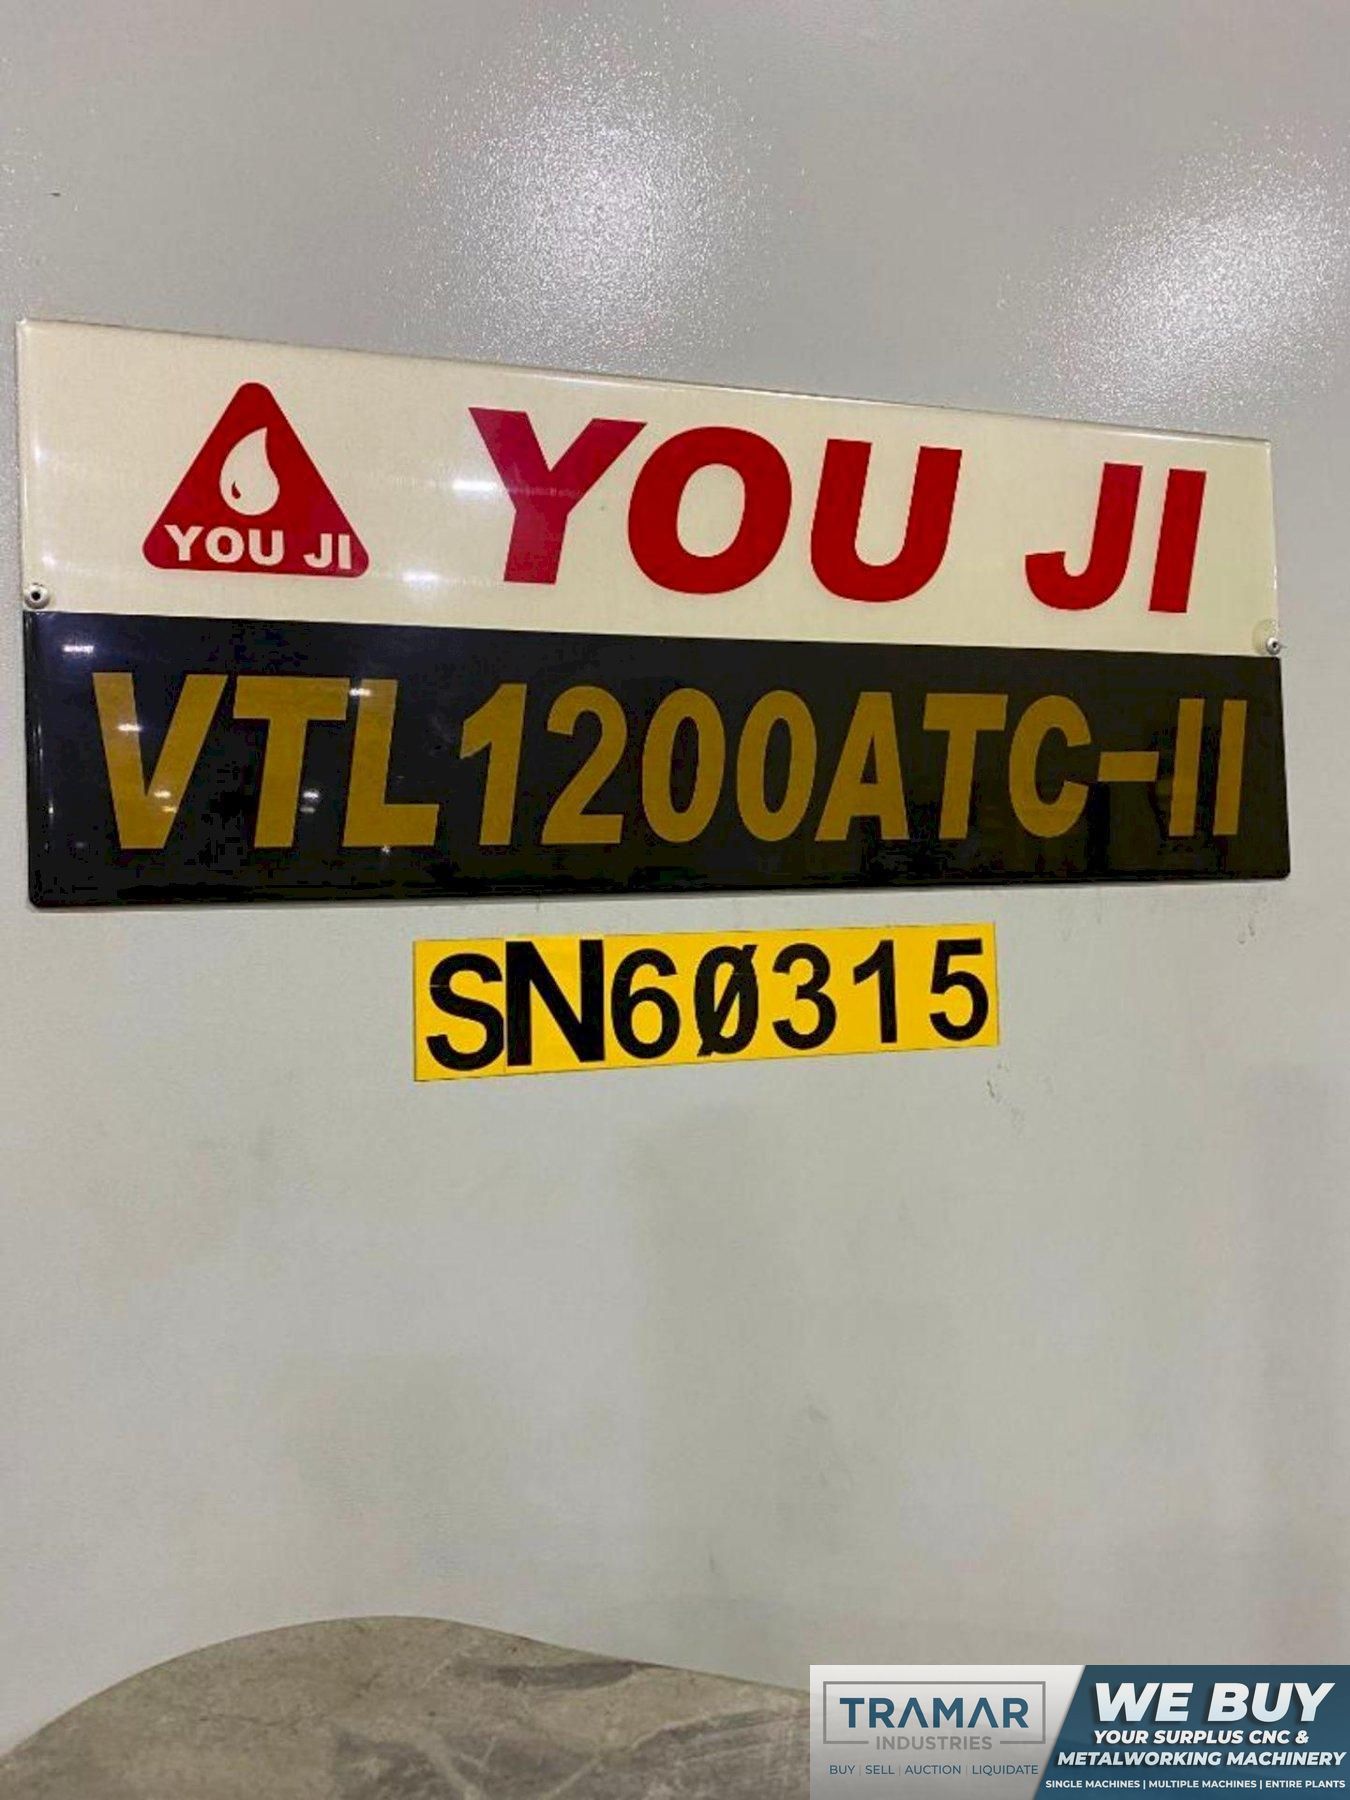 YOU JI
YOU JI
VTL1200ATC-II
SN6Ø315
TRAMAR
INDUSTRIES
BUY | SELL | AUCTION | LIQUIDATE
WE BUY
YOUR SURPLUS CNC &
METALWORKING MACHINERY
SINGLE MACHINES | MULTIPLE MACHINES | ENTIRE PLANTS